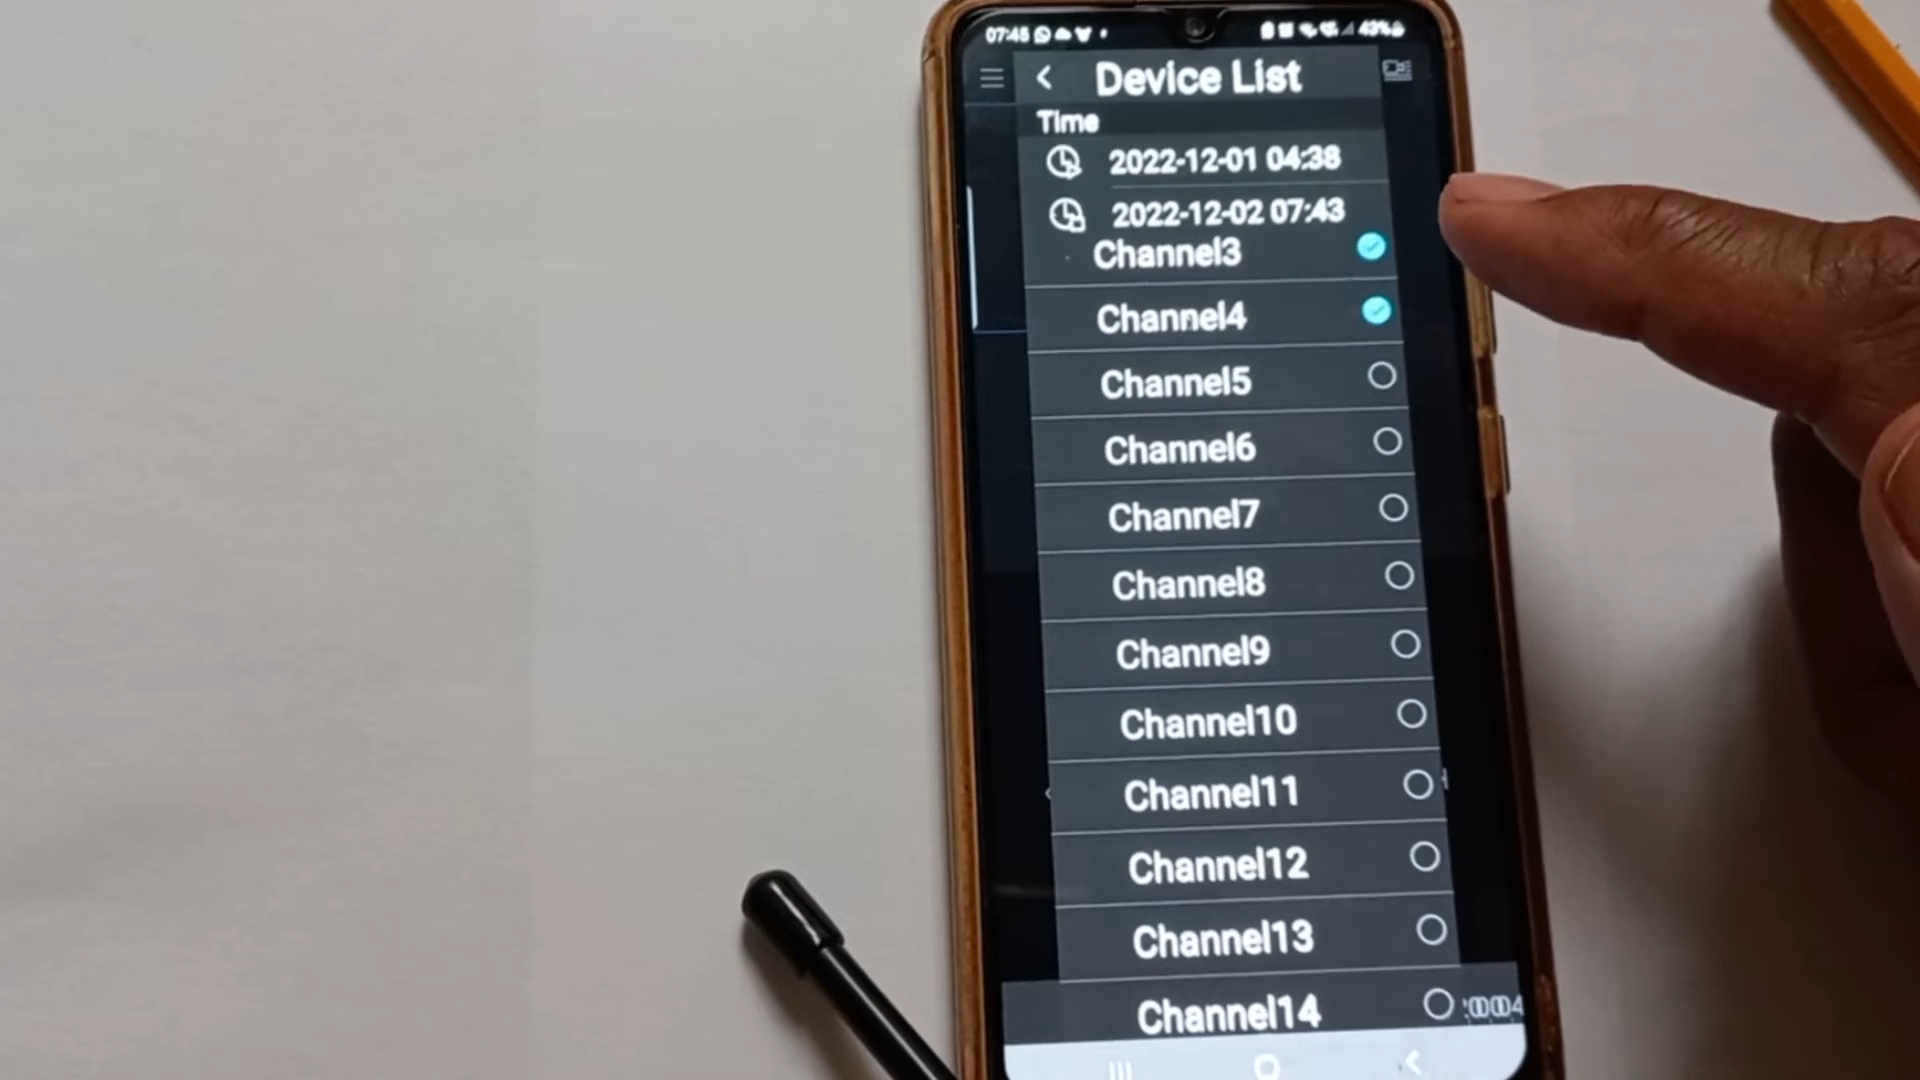 07:45
43%
Device List
Time
2022-12-01 04:38
2022-12-02 07:43
Channel3
Channel4
Channel5
Channel6
Channel7
Channel8
Channel9
Channel10
Channel11
Channel12
Channel13
Channel14